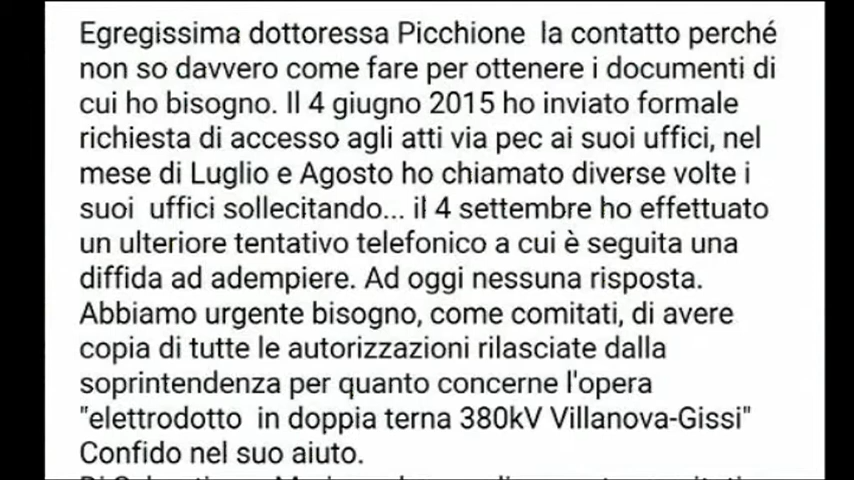 Egregissima dottoressa Picchione la contatto perché
non so davvero come fare per ottenere i documenti di
cui ho bisogno. Il 4 giugno 2015 ho inviato formale
richiesta di accesso agli atti via pec ai suoi uffici, nel
mese di Luglio e Agosto ho chiamato diverse volte i
suoi uffici sollecitando... il 4 settembre ho effettuato
un ulteriore tentativo telefonico a cui è seguita una
diffida ad adempiere. Ad oggi nessuna risposta.
Abbiamo urgente bisogno, come comitati, di avere
copia di tutte le autorizzazioni rilasciate dalla
soprintendenza per quanto concerne l'opera
"elettrodotto in doppia terna 380kV Villanova-Gissi"
Confido nel suo aiuto.